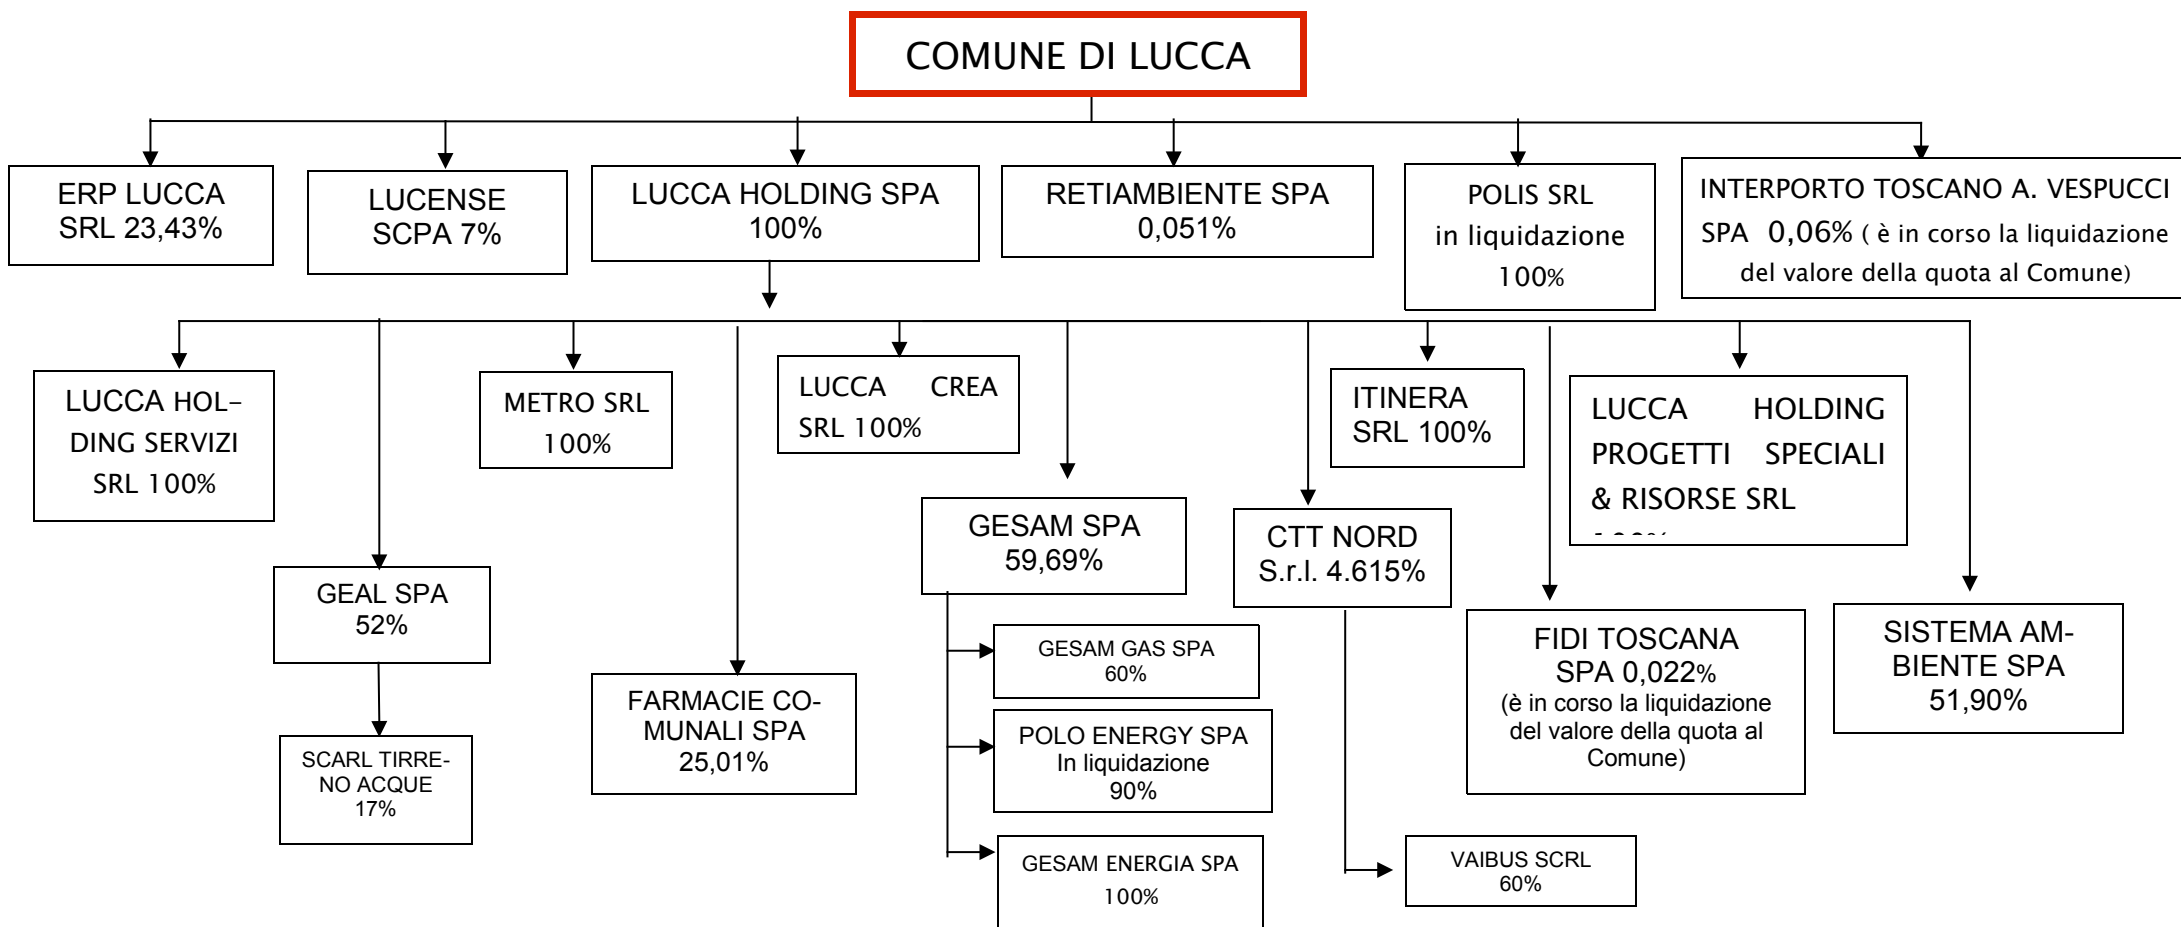 COMUNE DI LUCCA
ERP LUCCA
SRL 23,43%
LUCENSE
SCPA 7%
LUCCA HOLDING SPA
100%
RETIAMBIENTE SPA
0,051%
POLIS SRL
in liquidazione
100%
INTERPORTO TOSCANO A. VESPUCCI
SPA 0,06% ( è in corso la liquidazione
del valore della quota al Comune)
LUCCA HOL-
DING SERVIZI
SRL 100%
METRO SRL
100%
LUCCA CREA
SRL 100%
ITINERA
SRL 100%
LUCCA HOLDING
PROGETTI SPECIALI
& RISORSE SRL
GEAL SPA
52%
GESAM SPA
59,69%
CTT NORD
S.r.l. 4.615%
FIDI TOSCANA
SPA 0,022%
(è in corso la liquidazione
del valore della quota al
Comune)
SISTEMA AM-
BIENTE SPA
51,90%
FARMACIE CO-
MUNALI SPA
25,01%
GESAM GAS SPA
60%
SCARL TIRRE-
NO ACQUE
17%
POLO ENERGY SPA
In liquidazione
90%
GESAM ENERGIA SPA
100%
VAIBUS SCRL
60%